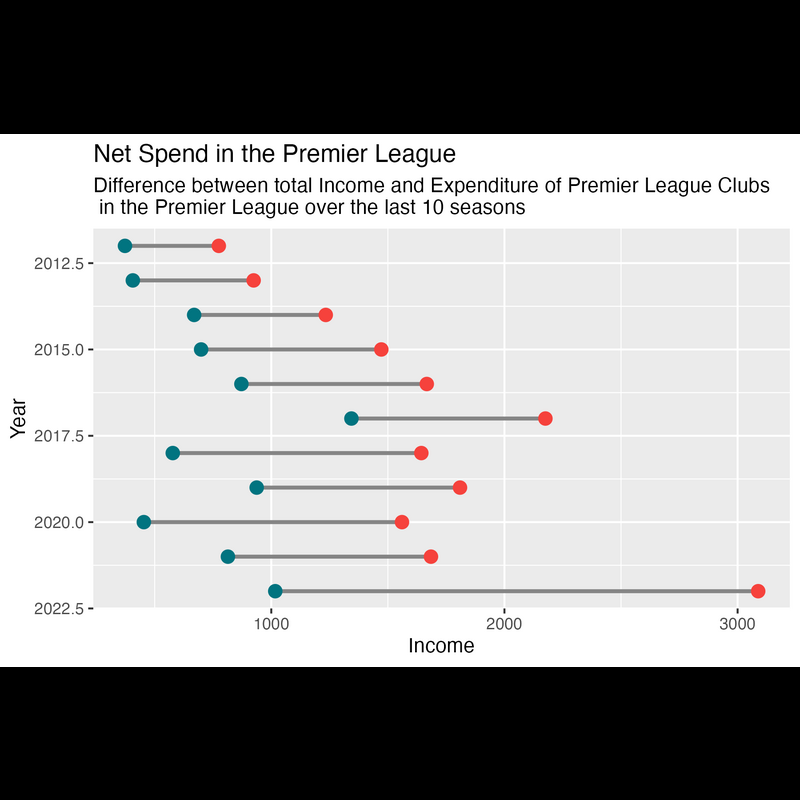 Net Spend in the Premier League
Difference between total Income and Expenditure of Premier League Clubs
in the Premier League over the last 10 seasons
2012.5
2015.0
Year
2017.5
2020.0
2022.5
1000 2000 3000
Income